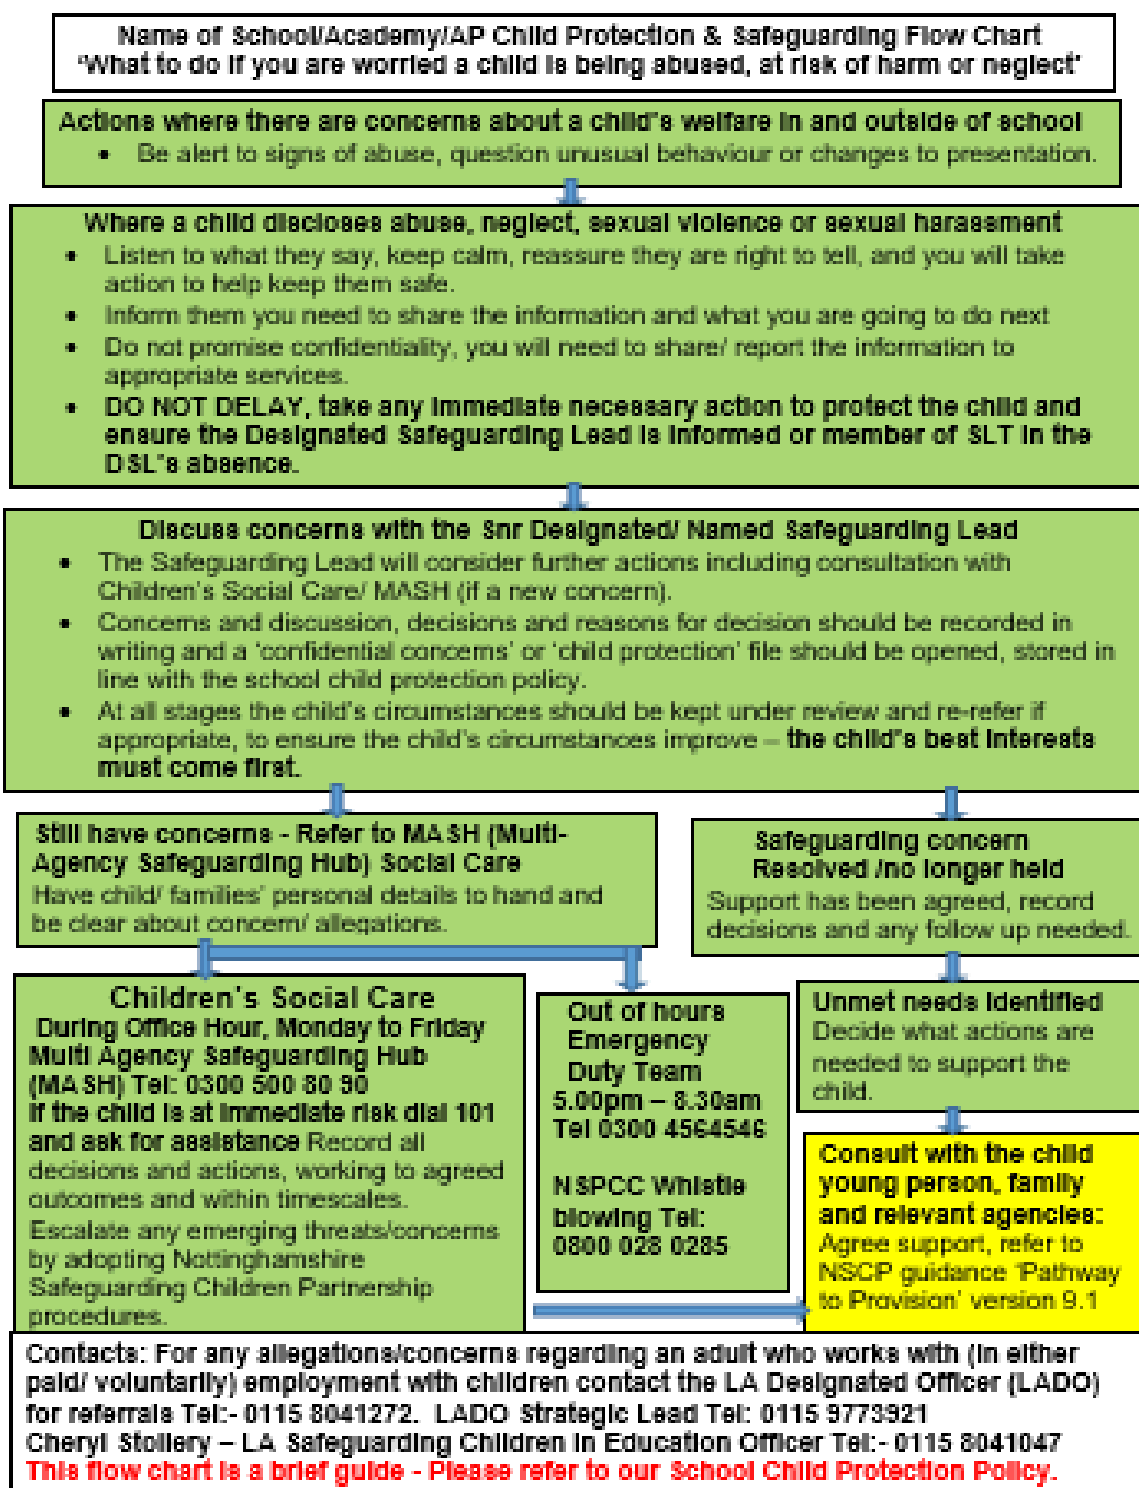 Name of School/Academy/AP Child Protection & Safeguarding Flow Chart
'What to do if you are worried a child is being abused, at risk of harm or neglect'
Actions where there are concerns about a child's welfare in and outside of school
• Be alert to signs of abuse, question unusual behaviour or changes to presentation.
Where a child discloses abuse, neglect, sexual violence or sexual harassment
• Listen to what they say, keep calm, reassure they are right to tell, and you will take
action to help keep them safe.
• Inform them you need to share the information and what you are going to do next
• Do not promise confidentiality, you will need to share/ report the information to
appropriate services.
• DO NOT DELAY, take any immediate necessary action to protect the child and
ensure the Designated Safeguarding Lead is informed or member of SLT in the
DSL's absence.
Discuss concerns with the Snr Designated/ Named Safeguarding Lead
• The Safeguarding Lead will consider further actions including consultation with
Children's Social Care/ MASH (if a new concern).
• Concerns and discussion, decisions and reasons for decision should be recorded in
writing and a 'confidential concerns' or 'child protection' file should be opened, stored in
line with the school child protection policy.
• At all stages the child's circumstances should be kept under review and re-refer if
appropriate, to ensure the child's circumstances improve – the child's best interests
must come first.
Still have concerns - Refer to MASH (Multi-
Agency Safeguarding Hub) Social Care
Have child/ families' personal details to hand and
be clear about concern/ allegations.
Safeguarding concern
Resolved /no longer held
Support has been agreed, record
decisions and any follow up needed.
Children's Social Care
During Office Hour, Monday to Friday
Multi Agency Safeguarding Hub
(MASH) Tel: 0300 500 80 90
If the child is at immediate risk dial 101
and ask for assistance Record all
decisions and actions, working to agreed
outcomes and within timescales.
Escalate any emerging threats/concerns
by adopting Nottinghamshire
Safeguarding Children Partnership
procedures.
Out of hours
Emergency
Duty Team
5.00pm – 8.30am
Tel 0300 4564546
NSPCC Whistle
blowing Tel:
0800 028 0285
Unmet needs identified
Decide what actions are
needed to support the
child.
Consult with the child
young person, family
and relevant agencies:
Agree support, refer to
NSCP guidance 'Pathway
to Provision' version 9.1
Contacts: For any allegations/concerns regarding an adult who works with (in either
paid/ voluntarily) employment with children contact the LA Designated Officer (LADO)
for referrals Tel:- 0115 8041272. LADO Strategic Lead Tel: 0115 9773921
Cheryl Stollery – LA Safeguarding Children in Education Officer Tel:- 0115 8041047
This flow chart is a brief guide - Please refer to our School Child Protection Policy.